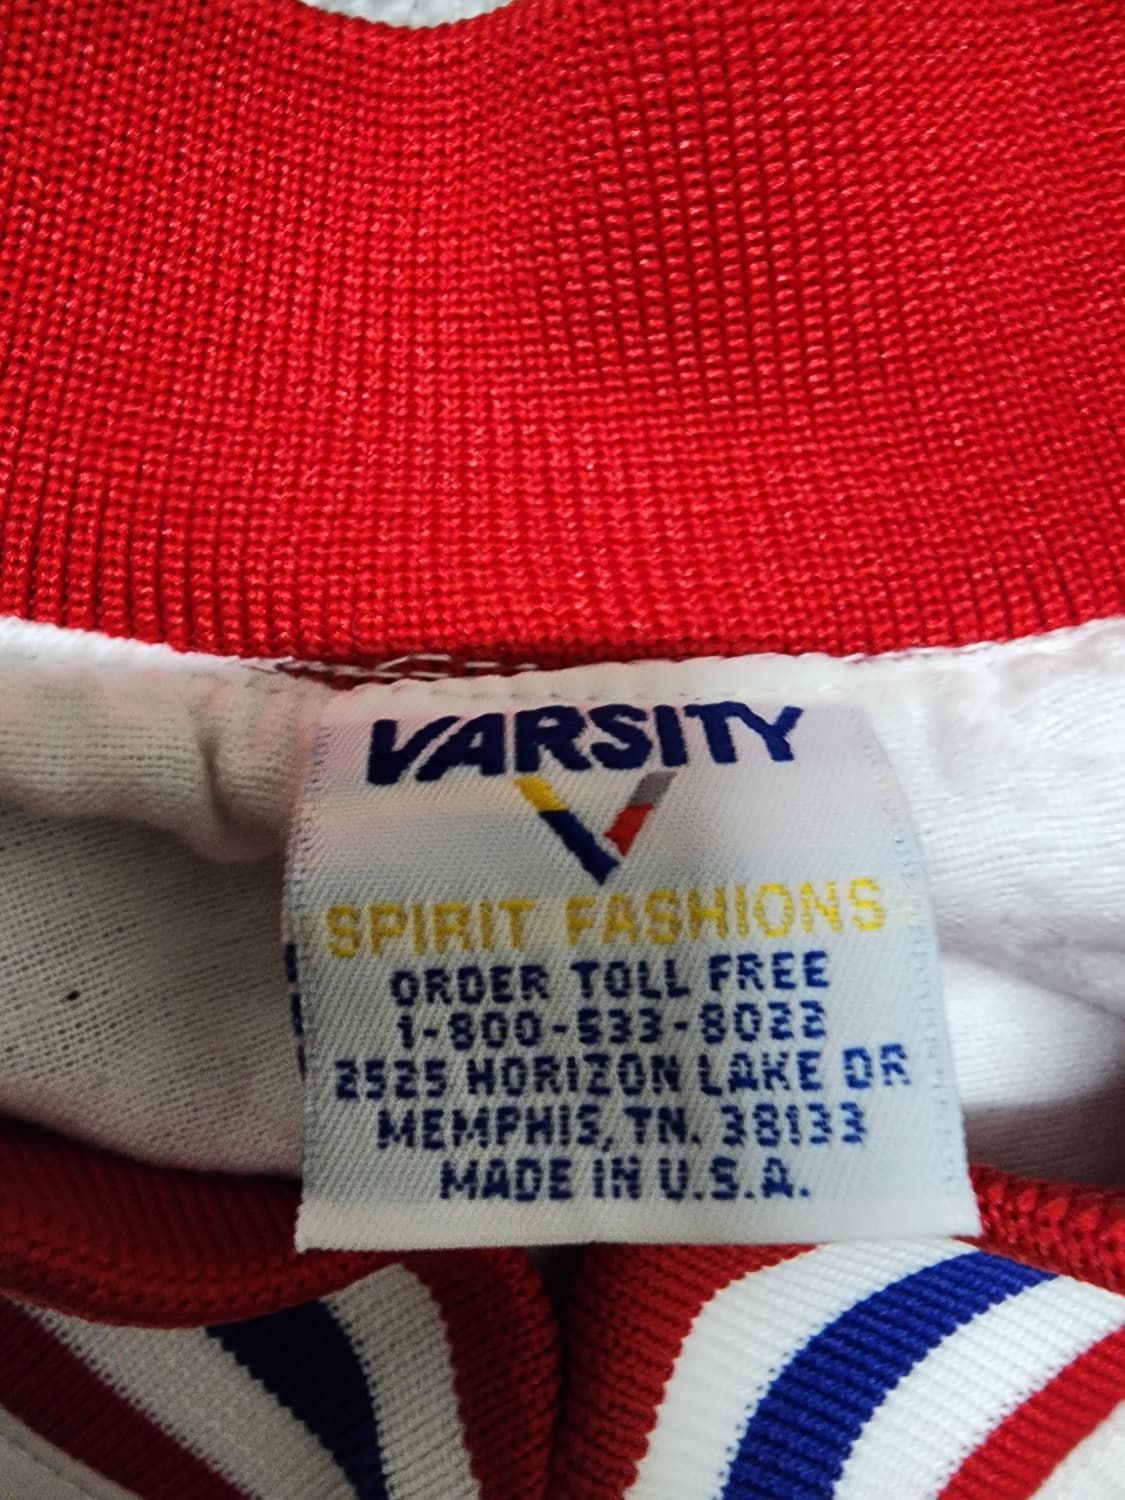 VARSITY
SPIRIT FASHIONS
ORDER TOLL FREE
1-800-533-8022
2525 HORIZON LAKE DR
MEMPHIS, TN. 38133
MADE IN U.S.A.